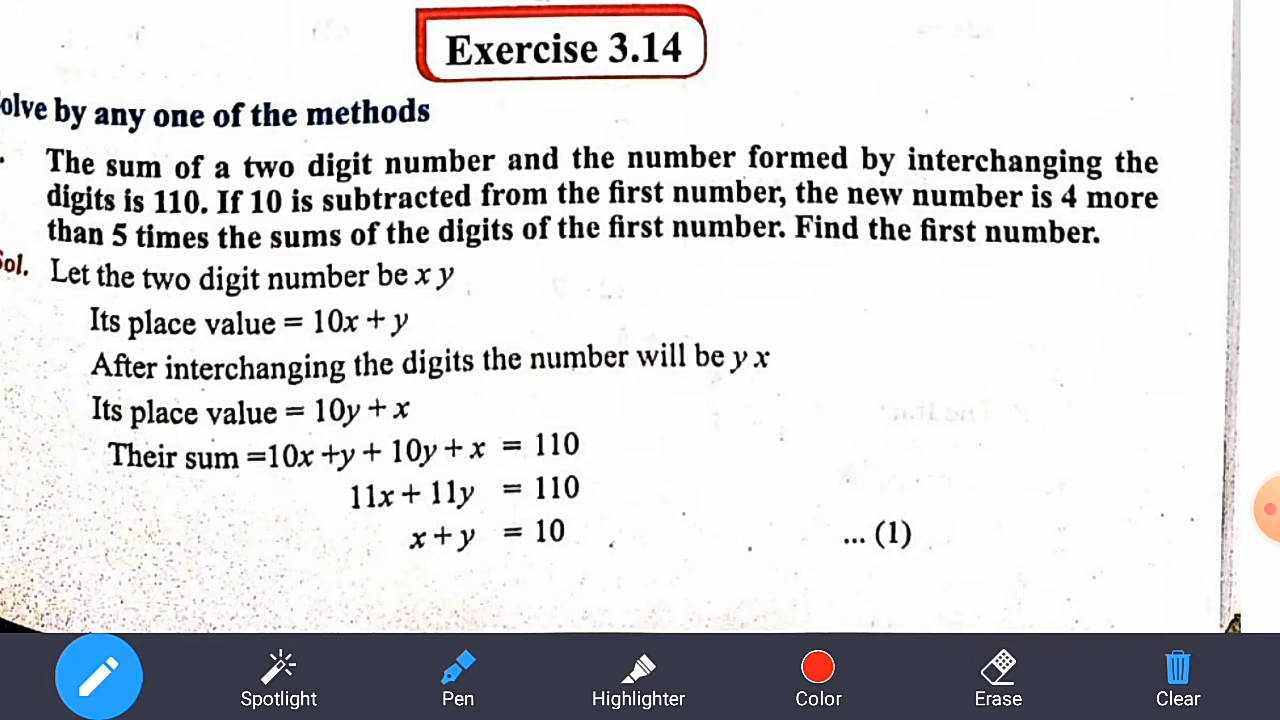 Exercise 3.14
olve by any one of the methods
. The sum of a two digit number and the number formed by interchanging the
digits is 110. If 10 is subtracted from the first number, the new number is 4 more
than 5 times the sums of the digits of the first number. Find the first number.
Sol. Let the two digit number be x y
Its place value = 10x + y
After interchanging the digits the number will be y x
Its place value = 10y + x
Their sum =10x +y + 10y + x = 110
11x + 11y = 110
x + y = 10 ... (1)
Spotlight Pen Highlighter Color Erase Clear